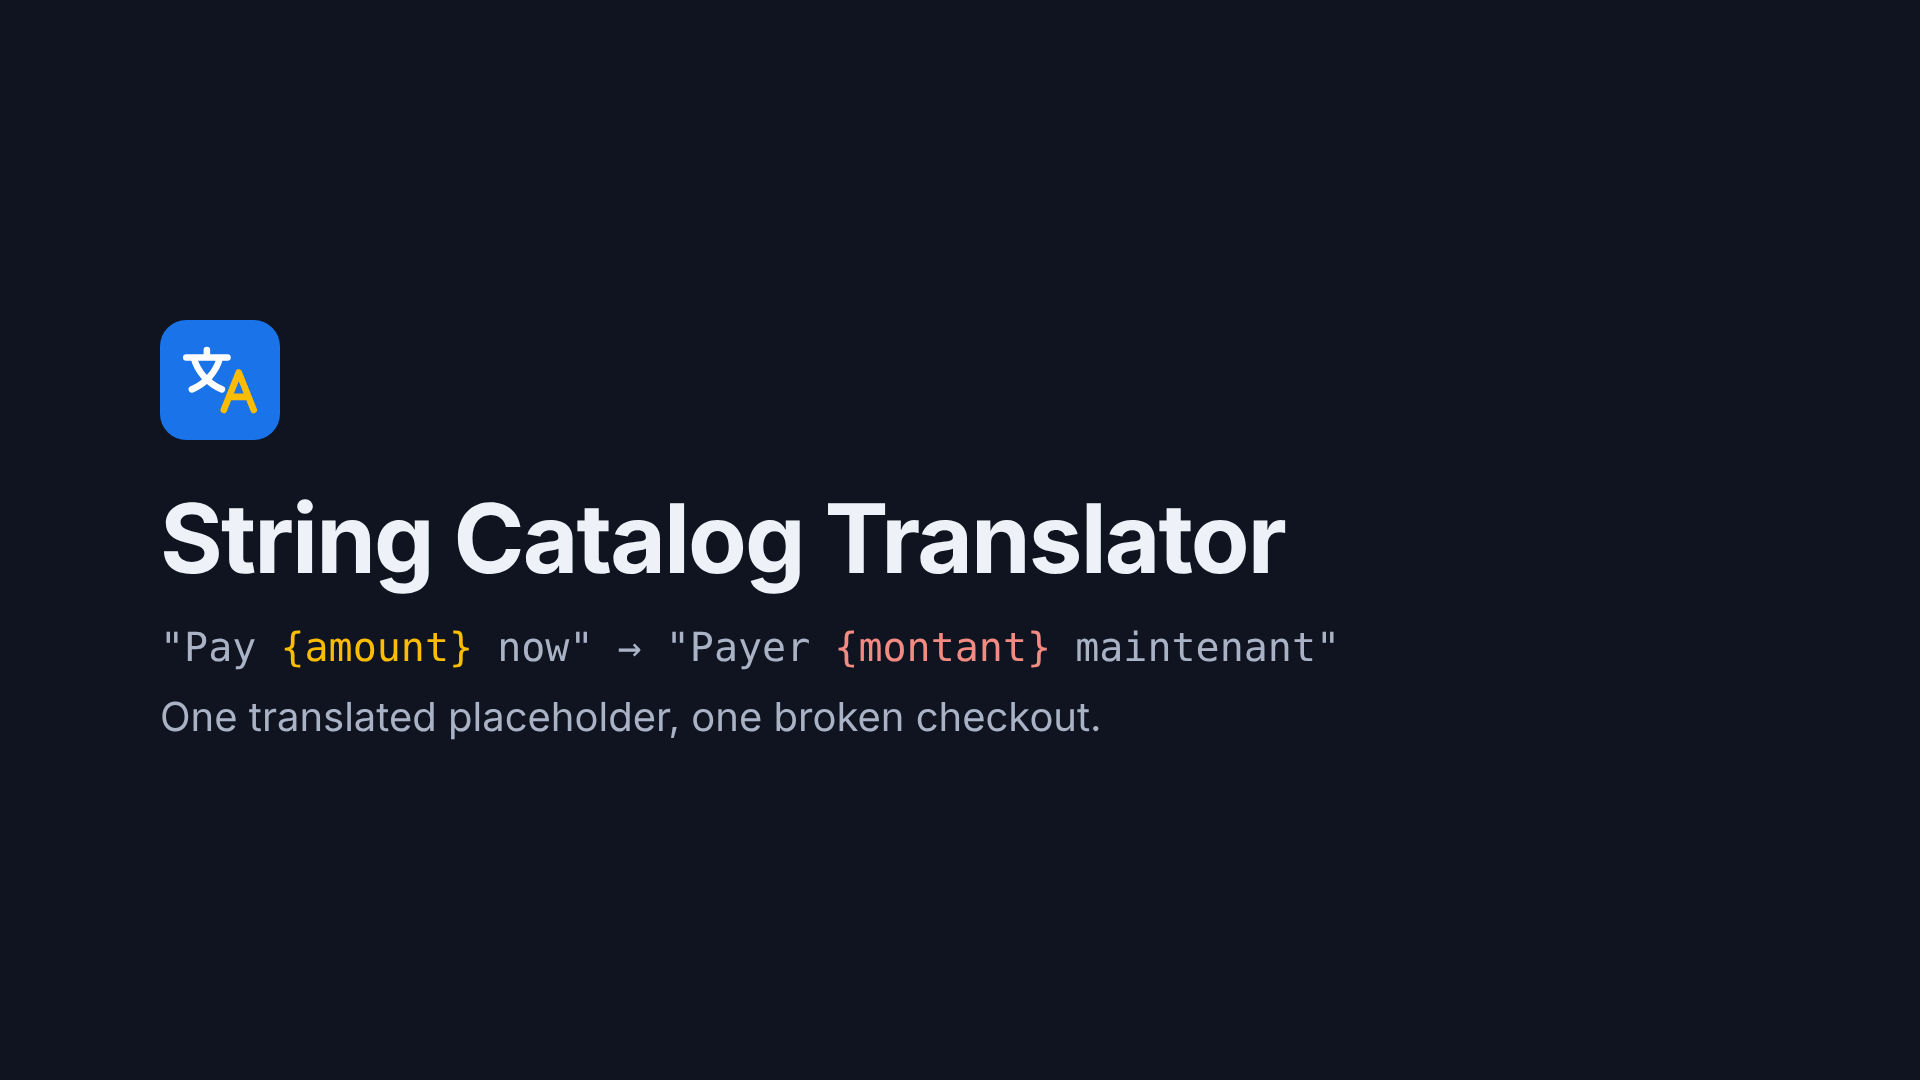 文A
String Catalog Translator
"Pay {amount} now" → "Payer {montant} maintenant"
One translated placeholder, one broken checkout.